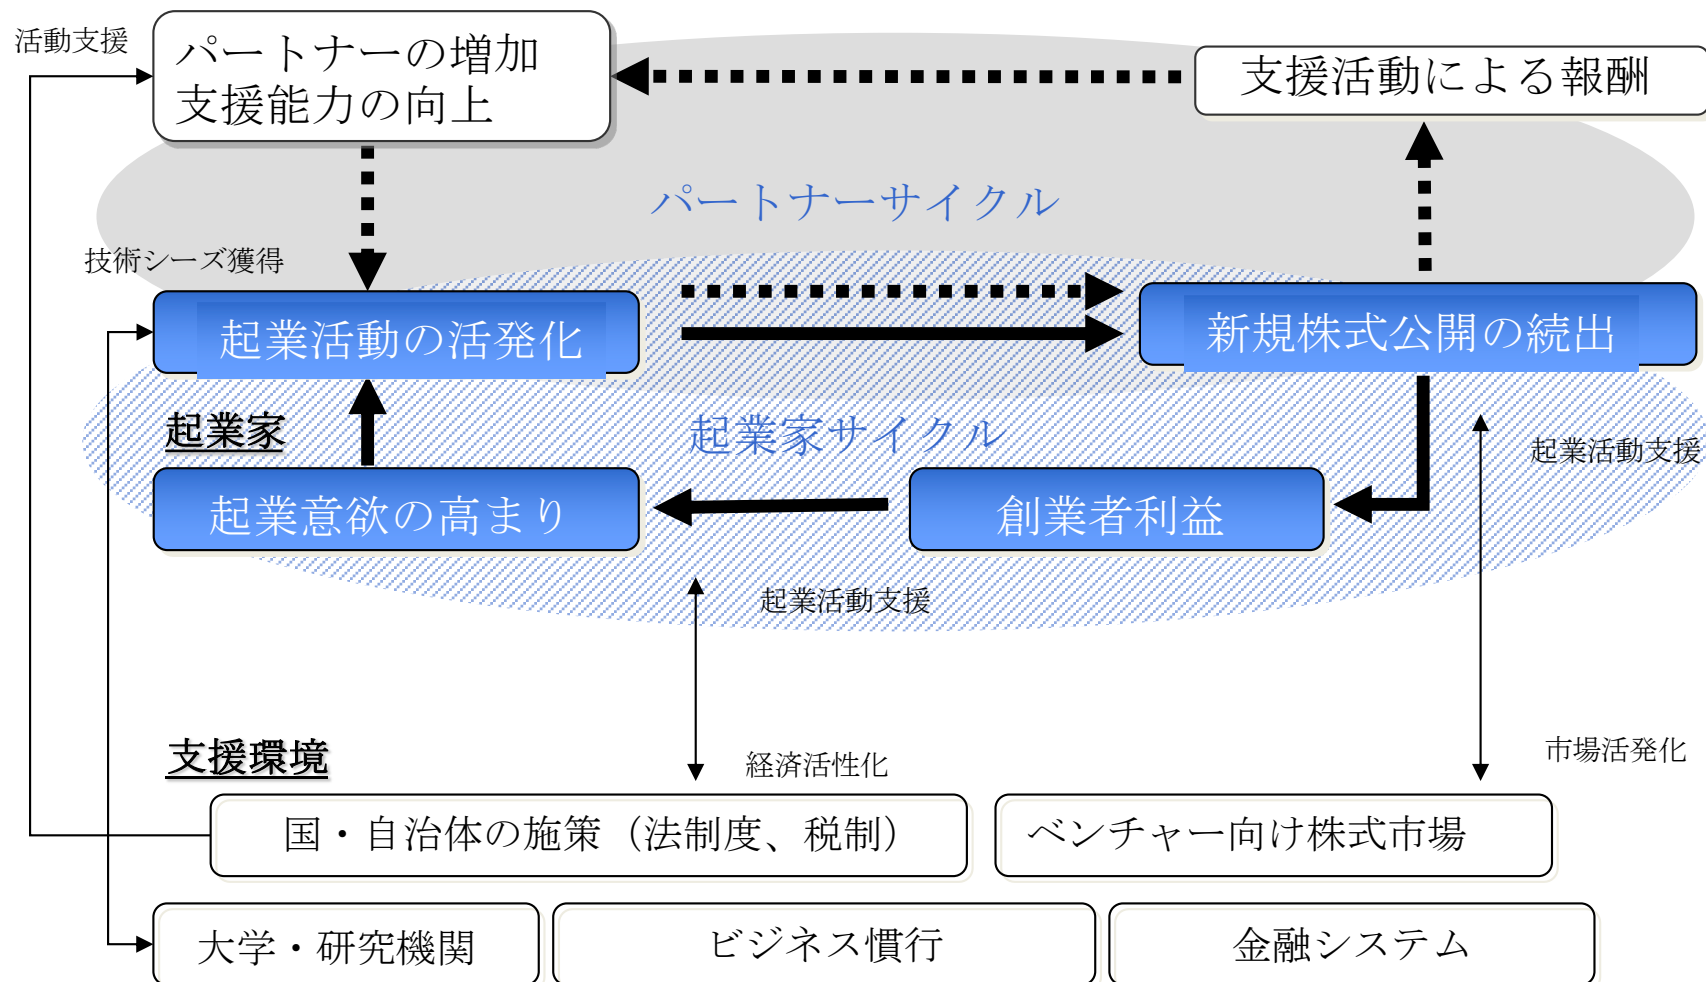 活動支援
パートナーの増加
支援能力の向上
支援活動による報酬
パートナーサイクル
技術シーズ獲得
起業活動の活発化
新規株式公開の続出
起業家
起業家サイクル
起業活動支援
起業意欲の高まり
創業者利益
起業活動支援
支援環境
経済活性化
市場活発化
国・自治体の施策（法制度、税制）
ベンチャー向け株式市場
大学・研究機関
ビジネス慣行
金融システム